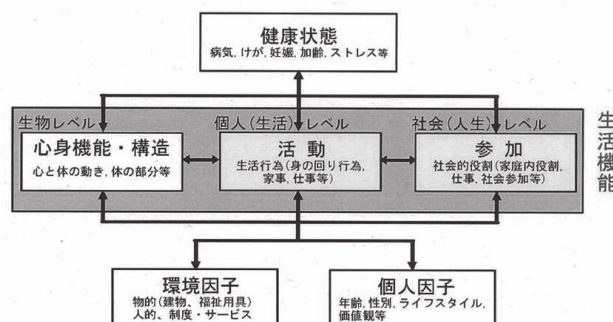 健康状態
病気, けが, 妊娠, 加齢, ストレス等
生物レベル
個人(生活)レベル
社会(人生)レベル
心身機能・構造
心と体の動き, 体の部分等
活 動
生活行為(身の回り行為,
家事, 仕事等)
参 加
社会的役割(家庭内役割,
仕事, 社会参加等)
生活機能
環境因子
物的(建物、福祉用具)
人的、制度・サービス
個人因子
年齢, 性別, ライフスタイル,
価値観等